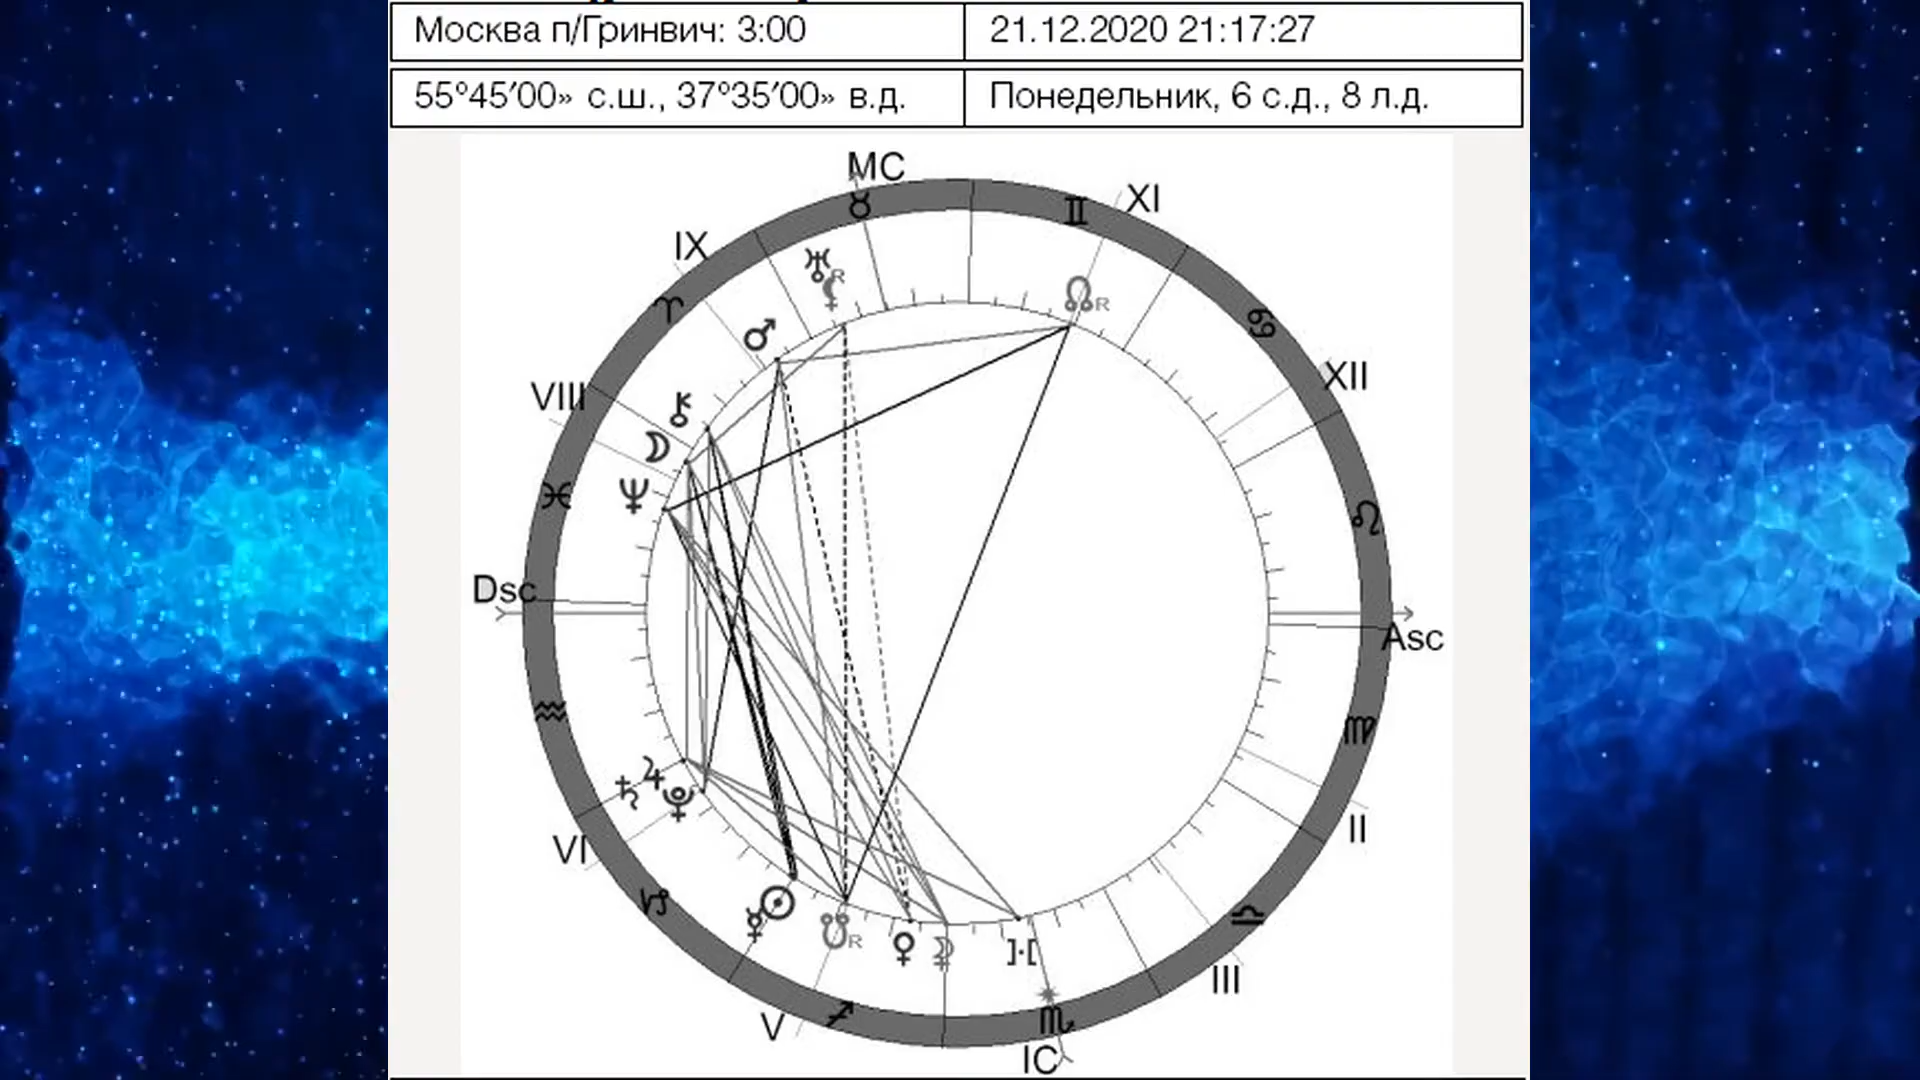 Москва п/Гринвич: 3:00
21.12.2020 21:17:27
55°45′00» с.ш., 37°35′00» в.д.
Понедельник, 6 с.д., 8 л.д.
MC
XI
IX
R
R
XII
VIII
Dsc
Asc
II
VI
R
III
V
IC